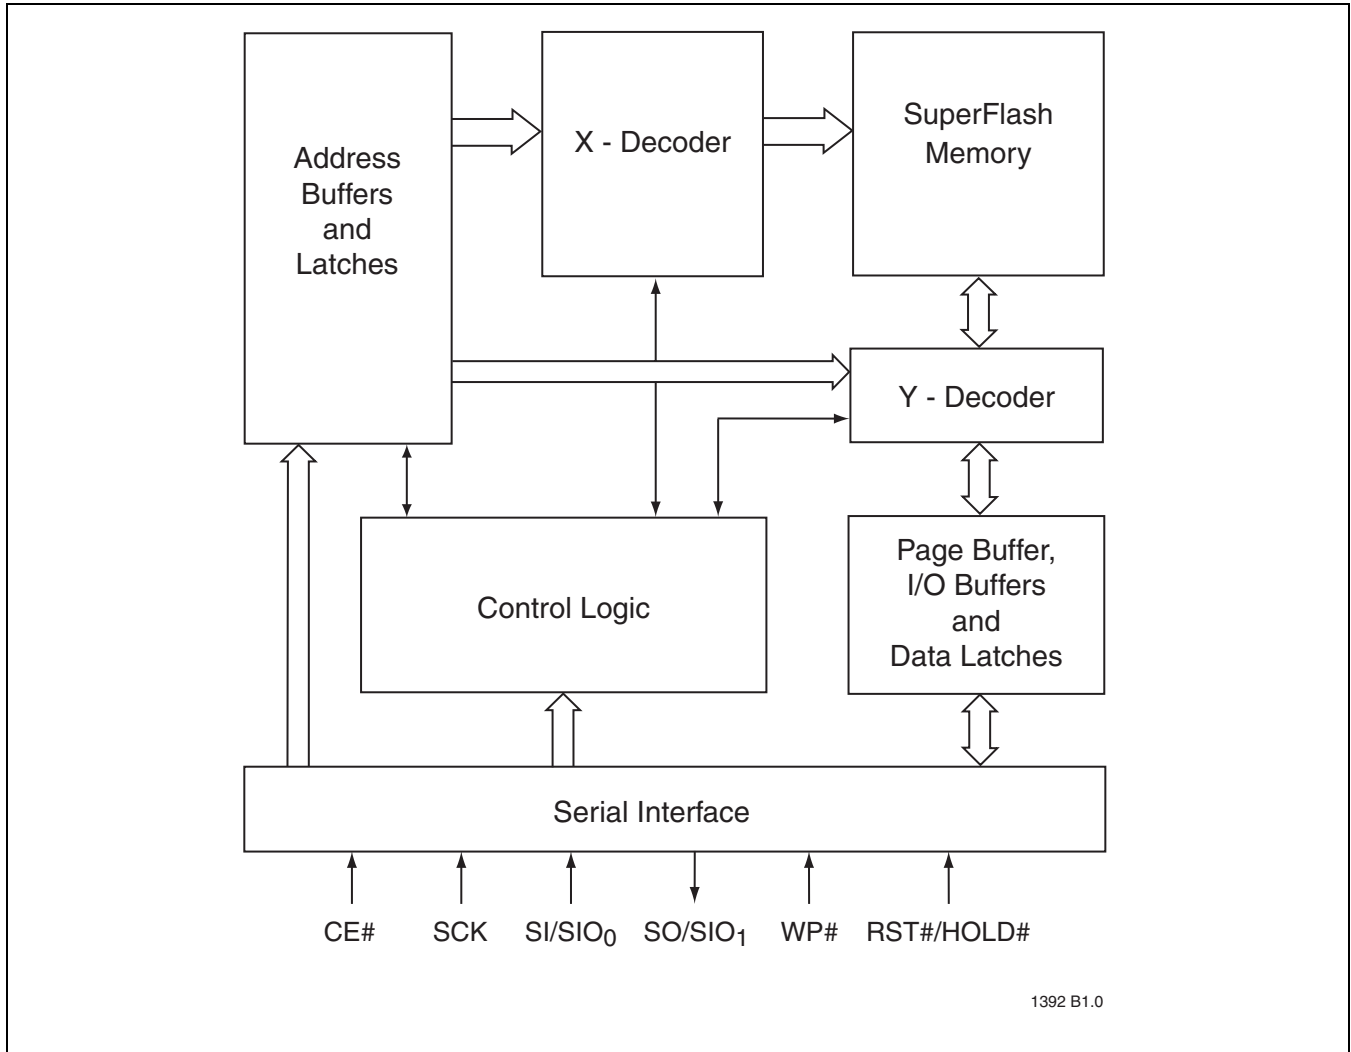 Address
Buffers
and
Latches
X - Decoder
SuperFlash
Memory
Y - Decoder
Control Logic
Page Buffer,
I/O Buffers
and
Data Latches
Serial Interface
CE# SCK SI/SIO0 SO/SIO1 WP# RST#/HOLD#
1392 B1.0